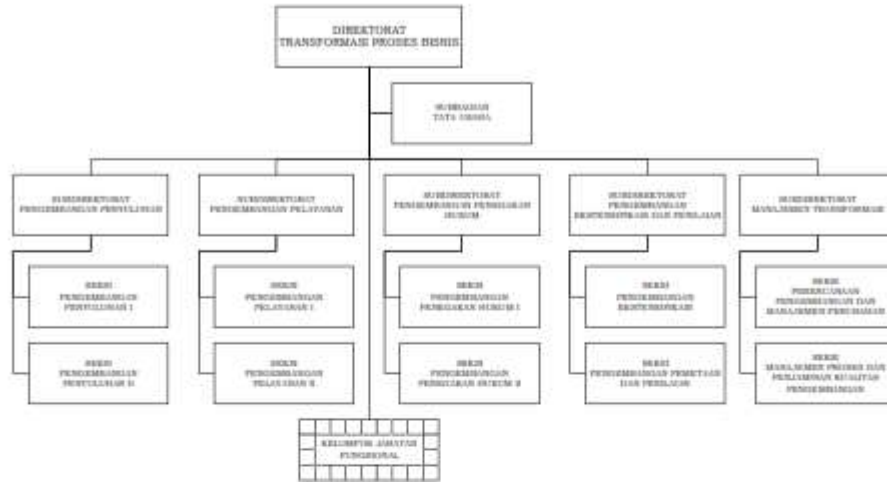 DIREKTORAT
TRANSFORMASI PROSES BISNIS
SUBBAGIAN
TATA USAHA
SUBDIREKTORAT
PENGEMBANGAN PENYULUHAN
SUBDIREKTORAT
PENGEMBANGAN PELAYANAN
SUBDIREKTORAT
PENGEMBANGAN PENEGAKAN
HUKUM
SUBDIREKTORAT
PENGEMBANGAN
EKSTENSIFIKASI DAN PENILAIAN
SUBDIREKTORAT
MANAJEMEN TRANSFORMASI
SEKSI
PENGEMBANGAN
PENYULUHAN I
SEKSI
PENGEMBANGAN
PELAYANAN I
SEKSI
PENGEMBANGAN
PENEGAKAN HUKUM I
SEKSI
PENGEMBANGAN
EKSTENSIFIKASI
SEKSI
PERENCANAAN
PENGEMBANGAN DAN
MANAJEMEN PERUBAHAN
SEKSI
PENGEMBANGAN
PENYULUHAN II
SEKSI
PENGEMBANGAN
PELAYANAN II
SEKSI
PENGEMBANGAN
PENEGAKAN HUKUM II
SEKSI
PENGEMBANGAN PEMETAAN
DAN PENILAIAN
SEKSI
MANAJEMEN PROSES DAN
PENJAMINAN KUALITAS
PENGEMBANGAN
KELOMPOK JABATAN
FUNGSIONAL